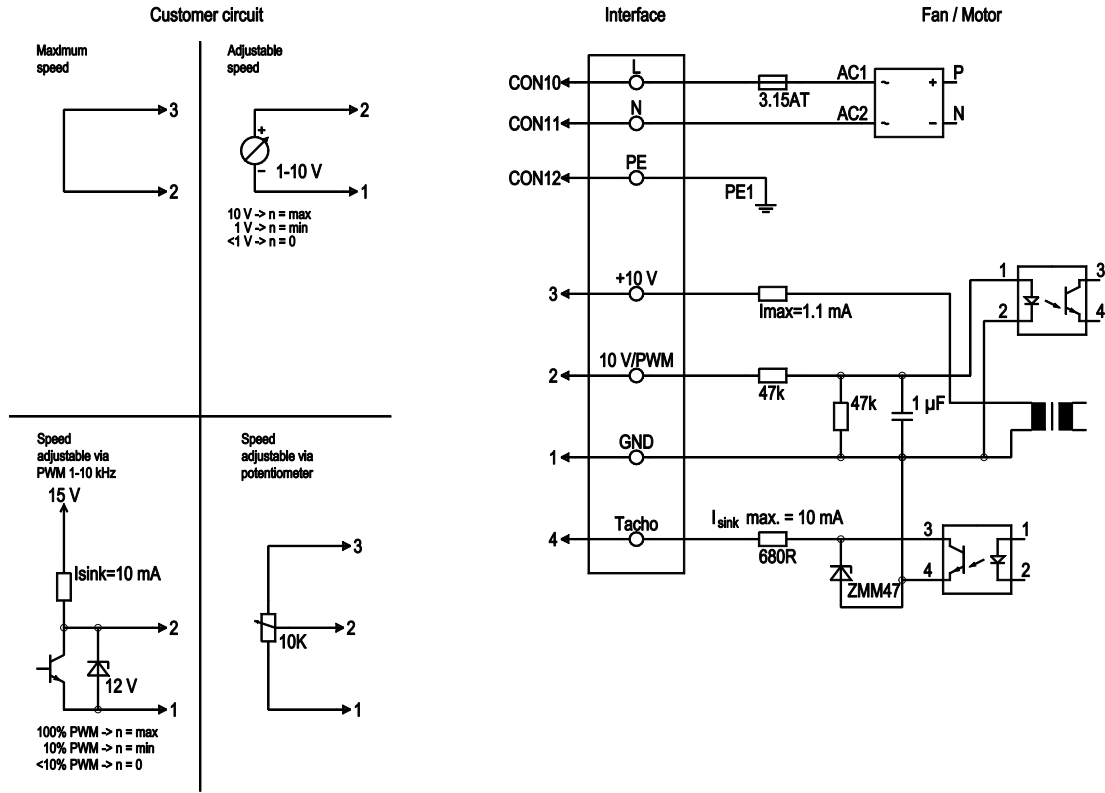 Customer circuit
Interface
Fan / Motor
Maximum
speed
3
2
Adjustable
speed
2
+
–
1-10 V
1
10 V -> n = max
1 V -> n = min
<1 V -> n = 0
Speed
adjustable via
PWM 1-10 kHz
15 V
Isink=10 mA
2
12 V
1
100% PWM -> n = max
10% PWM -> n = min
<10% PWM -> n = 0
Speed
adjustable via
potentiometer
3
2
10K
1
CON10
L
3.15AT
AC1
~
+
P
CON11
N
AC2
~
–
N
CON12
PE
PE1
3
+10 V
Imax=1.1 mA
1
2
3
4
2
10 V/PWM
47k
47k
1 µF
1
GND
4
Tacho
Isink max. = 10 mA
680R
ZMM47
3
4
1
2